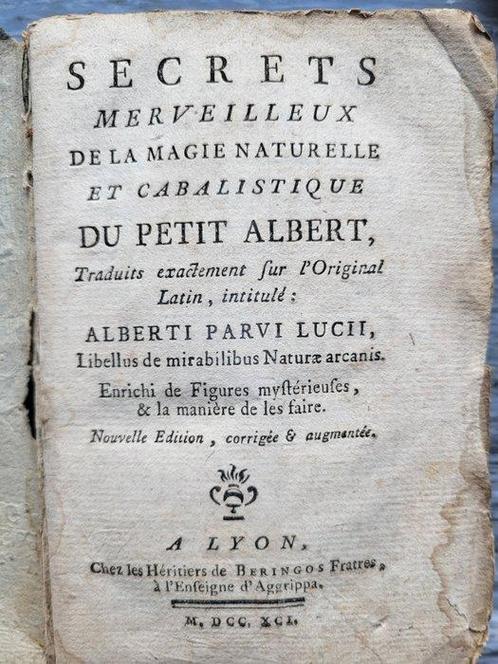 SECRETS
MERVEILLEUX
DE LA MAGIE NATURELLE
ET CABALISTIQUE
DU PETIT ALBERT,
Traduits exactement ſur l'Original
Latin, intitulé :
ALBERTI PARVI LUCII,
Libellus de mirabilibus Naturæ arcanis.
Enrichi de Figures myſtérieuſes,
& la manière de les faire.
Nouvelle Edition, corrigée & augmentée.
A LYON,
Chez les Héritiers de BERINGOS Fratres,
à l'Enſeigne d'Aggrippa.
M. DCC. XCI.